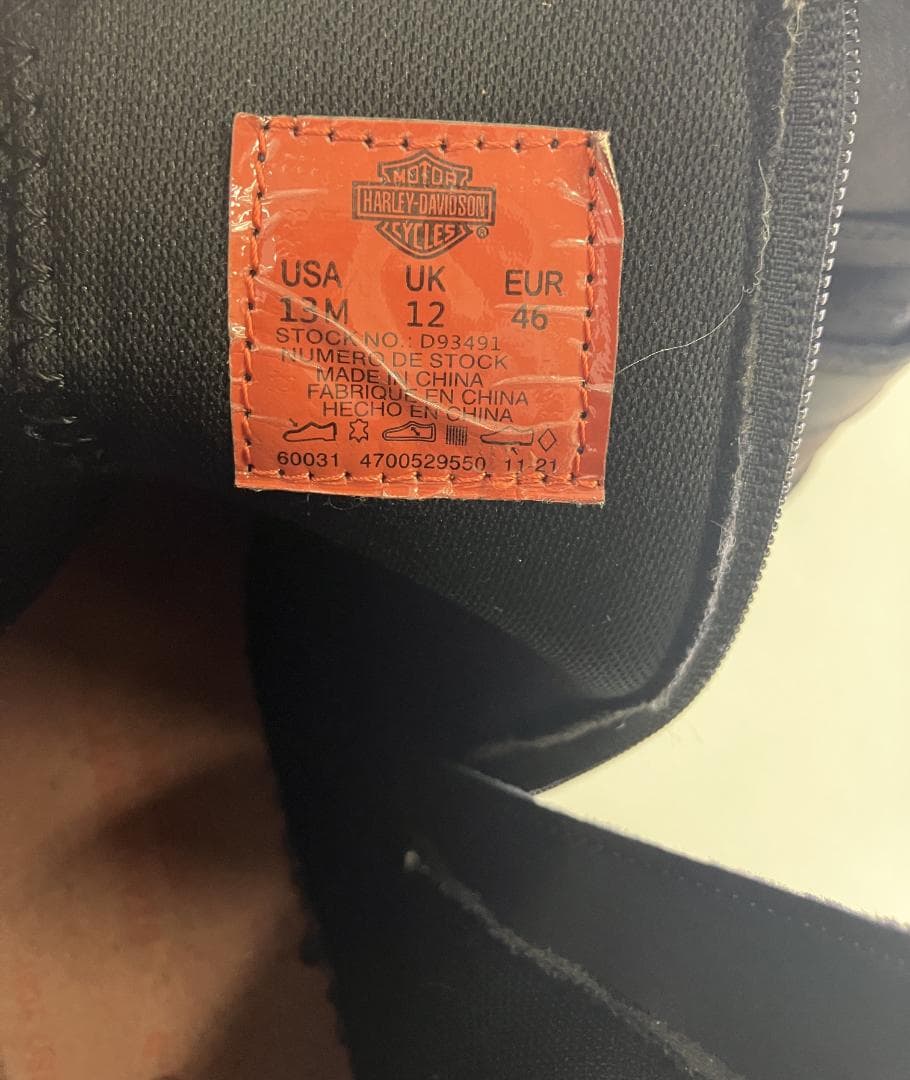 MOTOR
HARLEY-DAVIDSON
CYCLES ®
USA UK EUR
13M 12 46
STOCK NO.: D93491
NUMERO DE STOCK
MADE IN CHINA
FABRIQUE EN CHINA
HECHO EN CHINA
60031 4700529550 11-21